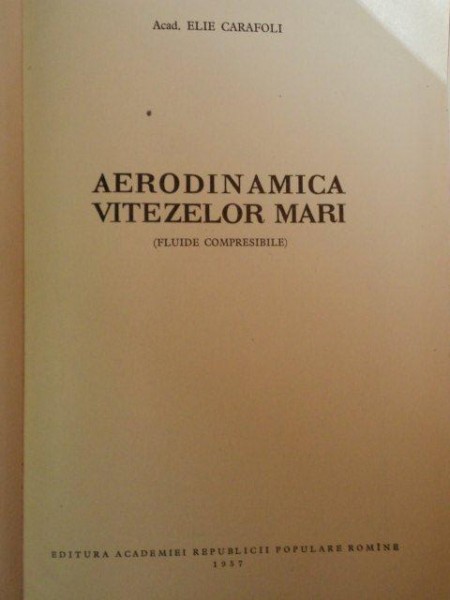 Acad. ELIE CARAFOLI
AERODINAMICA
VITEZELOR MARI
(FLUIDE COMPRESIBILE)
EDITURA ACADEMIEI REPUBLICII POPULARE ROMÎNE
1957